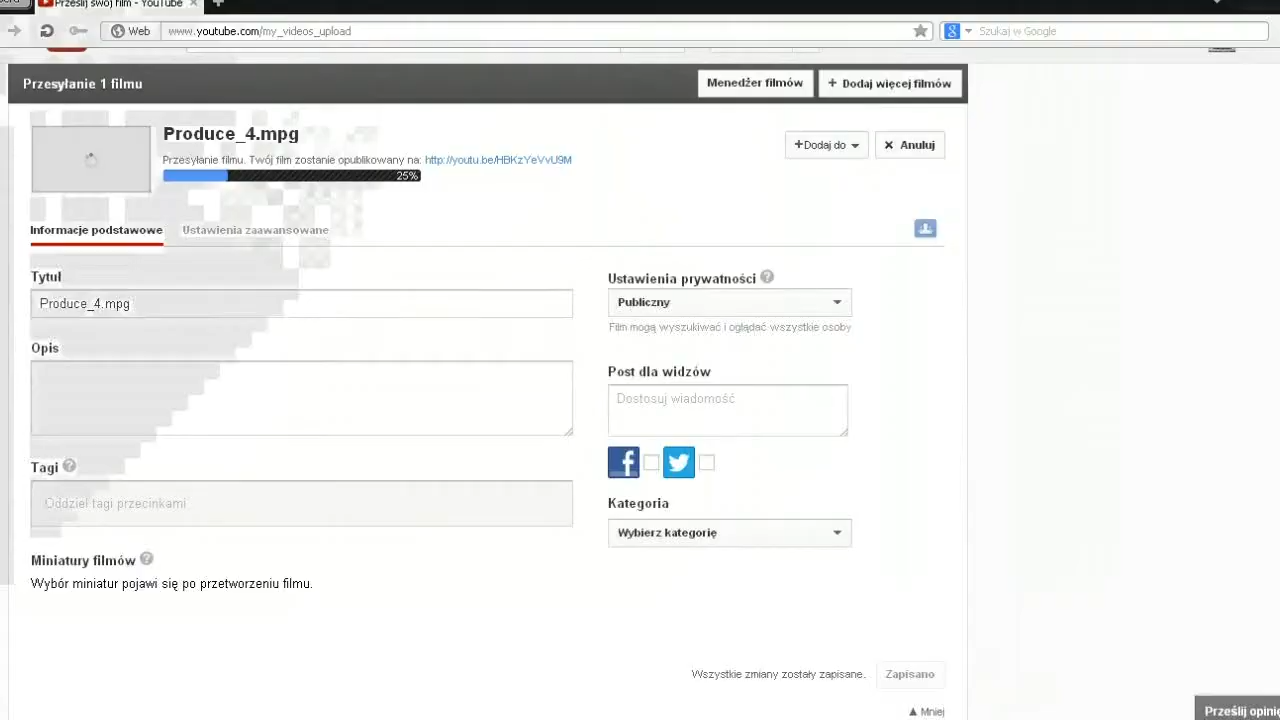 Prześlij swój film - YouTube
Web www.youtube.com/my_videos_upload
Szukaj w Google
Przesyłanie 1 filmu
Menedżer filmów
+ Dodaj więcej filmów
Produce_4.mpg
Przesyłanie filmu. Twój film zostanie opublikowany na: http://youtu.be/HBKzYeVvU9M
25%
+Dodaj do
Anuluj
Informacje podstawowe
Ustawienia zaawansowane
Tytuł
Produce_4.mpg
Opis
Tagi
Oddziel tagi przecinkami
Miniatury filmów
Wybór miniatur pojawi się po przetworzeniu filmu.
Ustawienia prywatności
Publiczny
Film mogą wyszukiwać i oglądać wszystkie osoby
Post dla widzów
Dostosuj wiadomość
Kategoria
Wybierz kategorię
Wszystkie zmiany zostały zapisane.
Zapisano
Mniej
Prześlij opinię